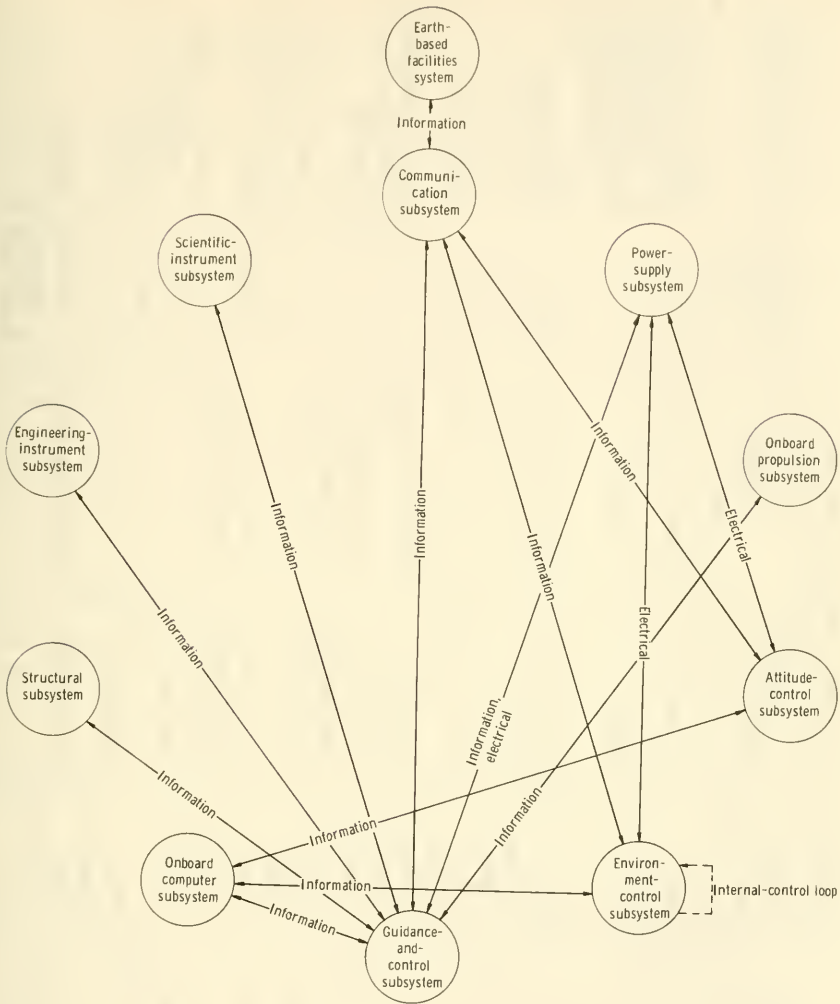 Earth-
based
facilities
system
Information
Communi-
cation
subsystem
Scientific-
instrument
subsystem
Power-
supply
subsystem
Engineering-
instrument
subsystem
Onboard
propulsion
subsystem
Information
Information
Information
Information
Electrical
Information
Electrical
Information
Structural
subsystem
Attitude-
control
subsystem
Information,
electrical
Information
Information
Information
Onboard
computer
subsystem
Information
Information
Environ-
ment-
control
subsystem
Internal-control loop
Guidance-
and-
control
subsystem